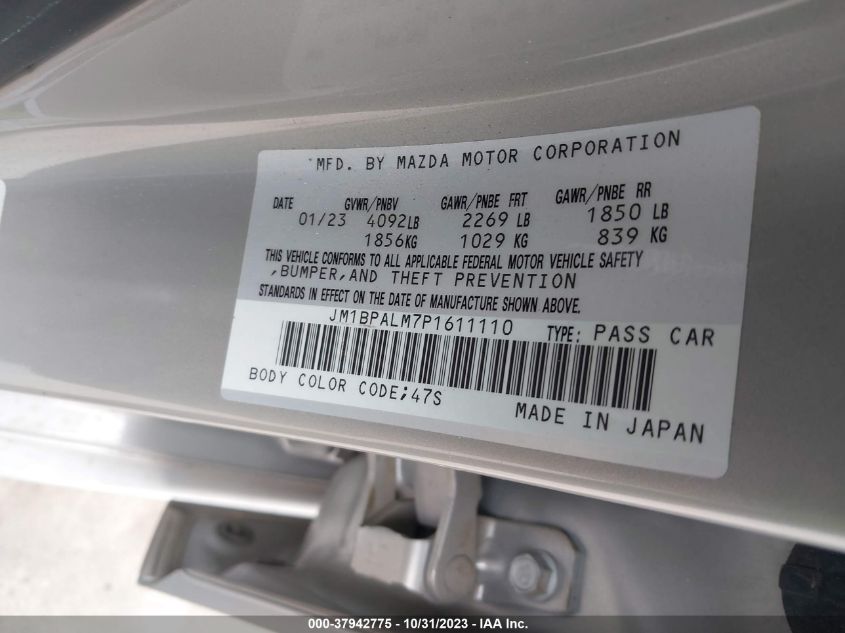 MFD. BY MAZDA MOTOR CORPORATION
DATE GVWR/PNBV GAWR/PNBE FRT GAWR/PNBE RR
01/23 4092LB 2269 LB 1850 LB
1856KG 1029 KG 839 KG
THIS VEHICLE CONFORMS TO ALL APPLICABLE FEDERAL MOTOR VEHICLE SAFETY
,BUMPER,AND THEFT PREVENTION
STANDARDS IN EFFECT ON THE DATE OF MANUFACTURE SHOWN ABOVE.
JM1BPALM7P1611110 TYPE: PASS CAR
BODY COLOR CODE;47S
MADE IN JAPAN
000-37942775 - 10/31/2023 - IAA Inc.